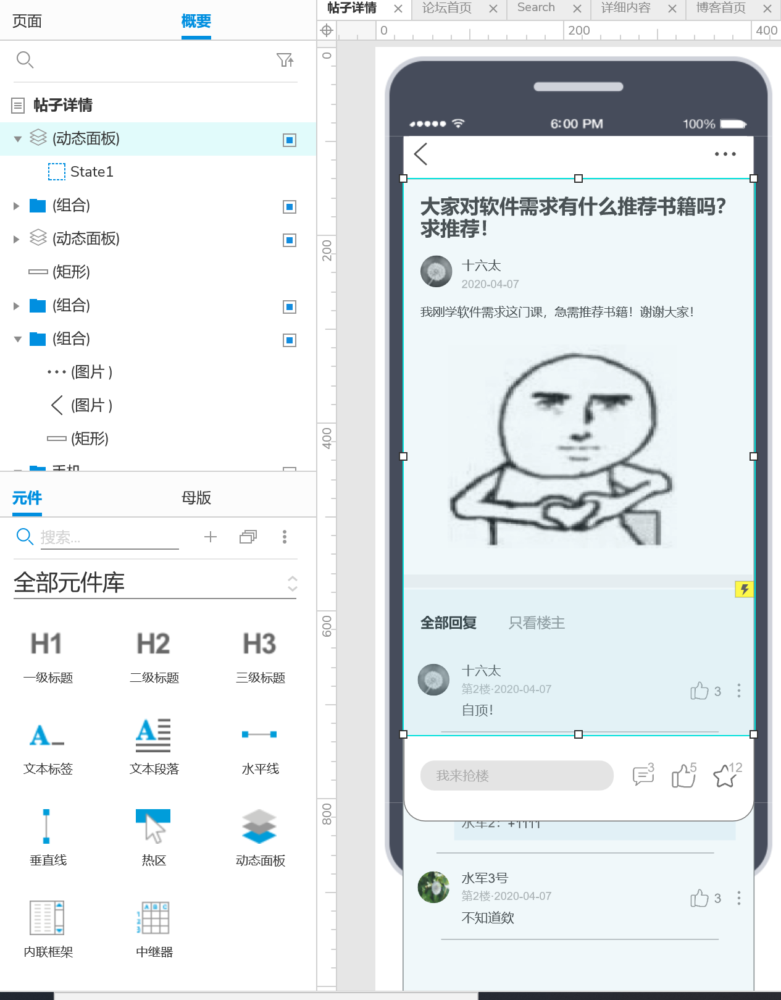 页面
概要
帖子详情
(动态面板)
State1
(组合)
(动态面板)
(矩形)
(组合)
(组合)
(图片 )
(图片 )
(矩形)
手机
元件
母版
搜索...
全部元件库
H1
H2
H3
一级标题
二级标题
三级标题
A
A
文本标签
文本段落
水平线
垂直线
热区
动态面板
A B C
1
2
3
内联框架
中继器
帖子详情
论坛首页
Search
详细内容
博客首页
0
200
400
0
200
400
600
800
6:00 PM
100%
大家对软件需求有什么推荐书籍吗？
求推荐！
十六太
2020-04-07
我刚学软件需求这门课，急需推荐书籍！谢谢大家！
全部回复
只看楼主
十六太
第2楼·2020-04-07
3
自顶！
我来抢楼
3
5
12
水军2：+1111
水军3号
第2楼·2020-04-07
3
不知道欸